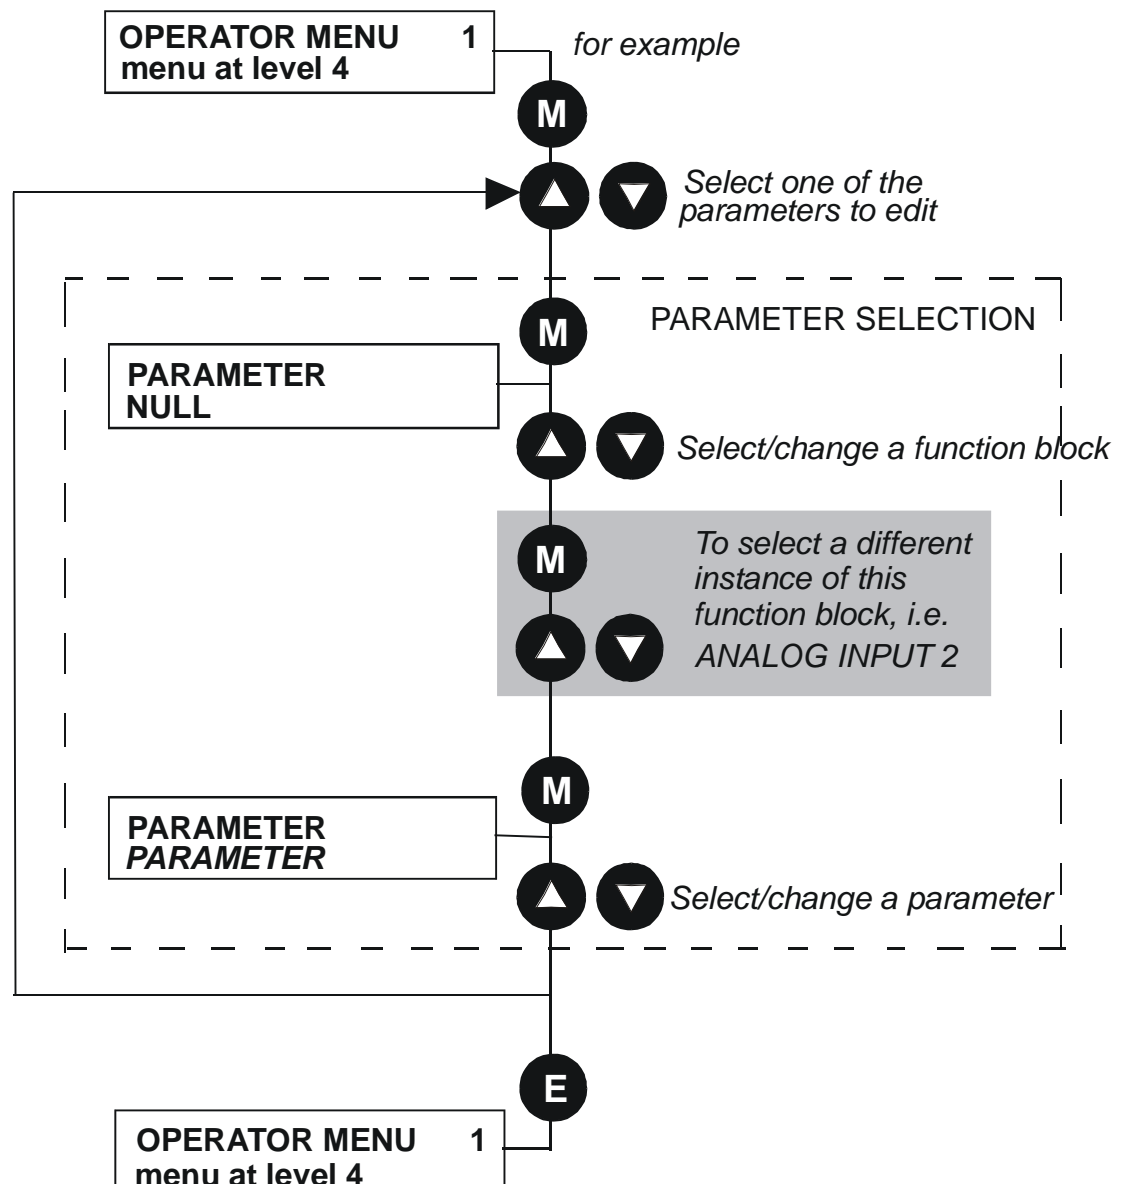 OPERATOR MENU 1
menu at level 4
for example
M
Select one of the
parameters to edit
M
PARAMETER SELECTION
PARAMETER
NULL
Select/change a function block
M
To select a different
instance of this
function block, i.e.
ANALOG INPUT 2
M
PARAMETER
PARAMETER
Select/change a parameter
E
OPERATOR MENU 1
menu at level 4